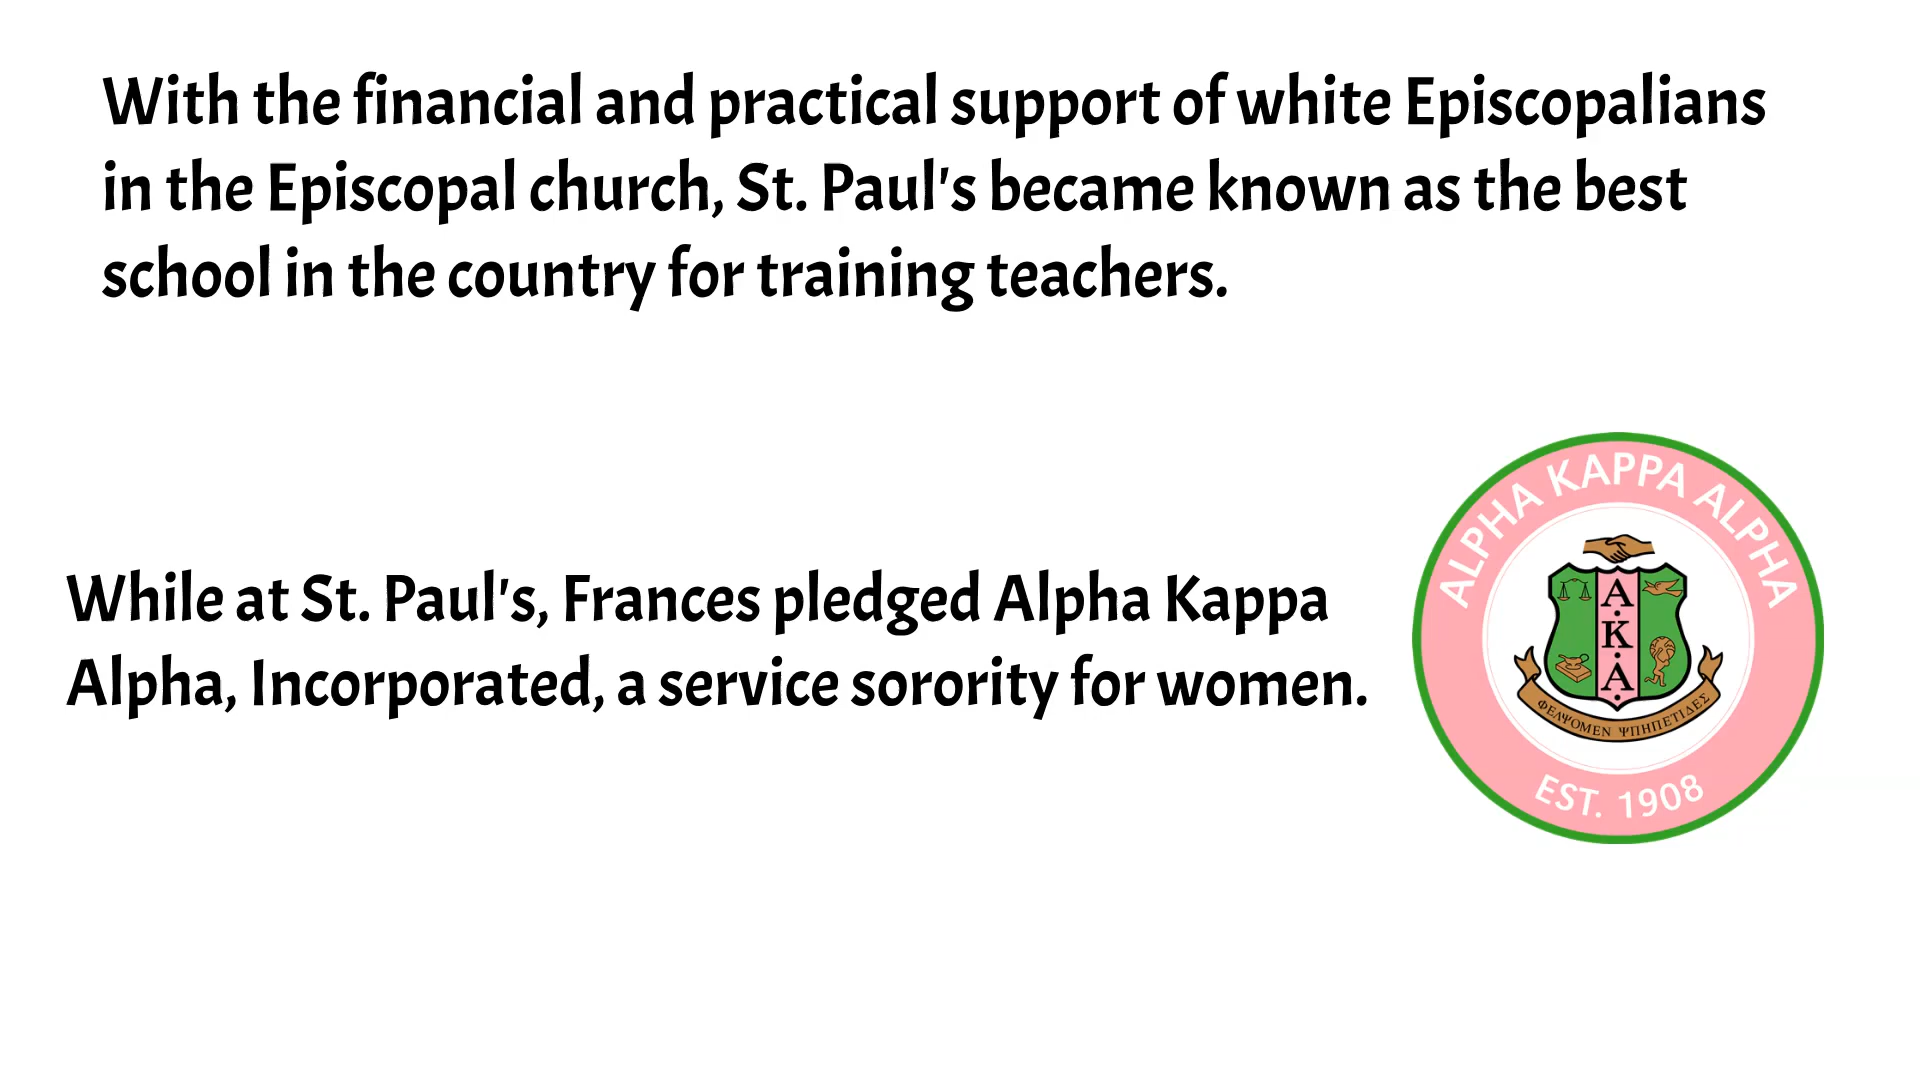 With the financial and practical support of white Episcopalians
in the Episcopal church, St. Paul's became known as the best
school in the country for training teachers.
While at St. Paul's, Frances pledged Alpha Kappa
Alpha, Incorporated, a service sorority for women.
ALPHA KAPPA ALPHA
A.
K.
A.
ΦΕΛΨΟΜΕΝ ΨΠΗΠΕΤΙΔΕΣ
EST. 1908